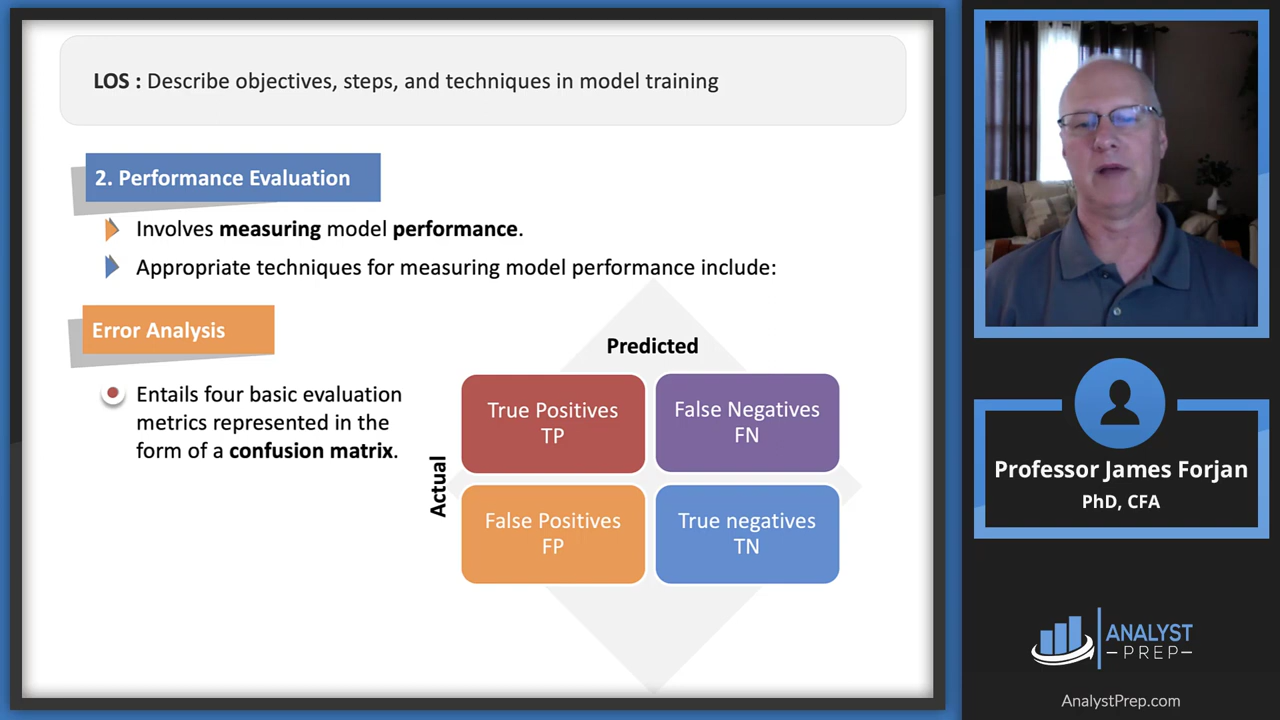 LOS : Describe objectives, steps, and techniques in model training
2. Performance Evaluation
Involves measuring model performance.
Appropriate techniques for measuring model performance include:
Error Analysis
Entails four basic evaluation
metrics represented in the
form of a confusion matrix.
Predicted
Actual
True Positives
TP
False Negatives
FN
False Positives
FP
True negatives
TN
Professor James Forjan
PhD, CFA
ANALYST
PREP
AnalystPrep.com